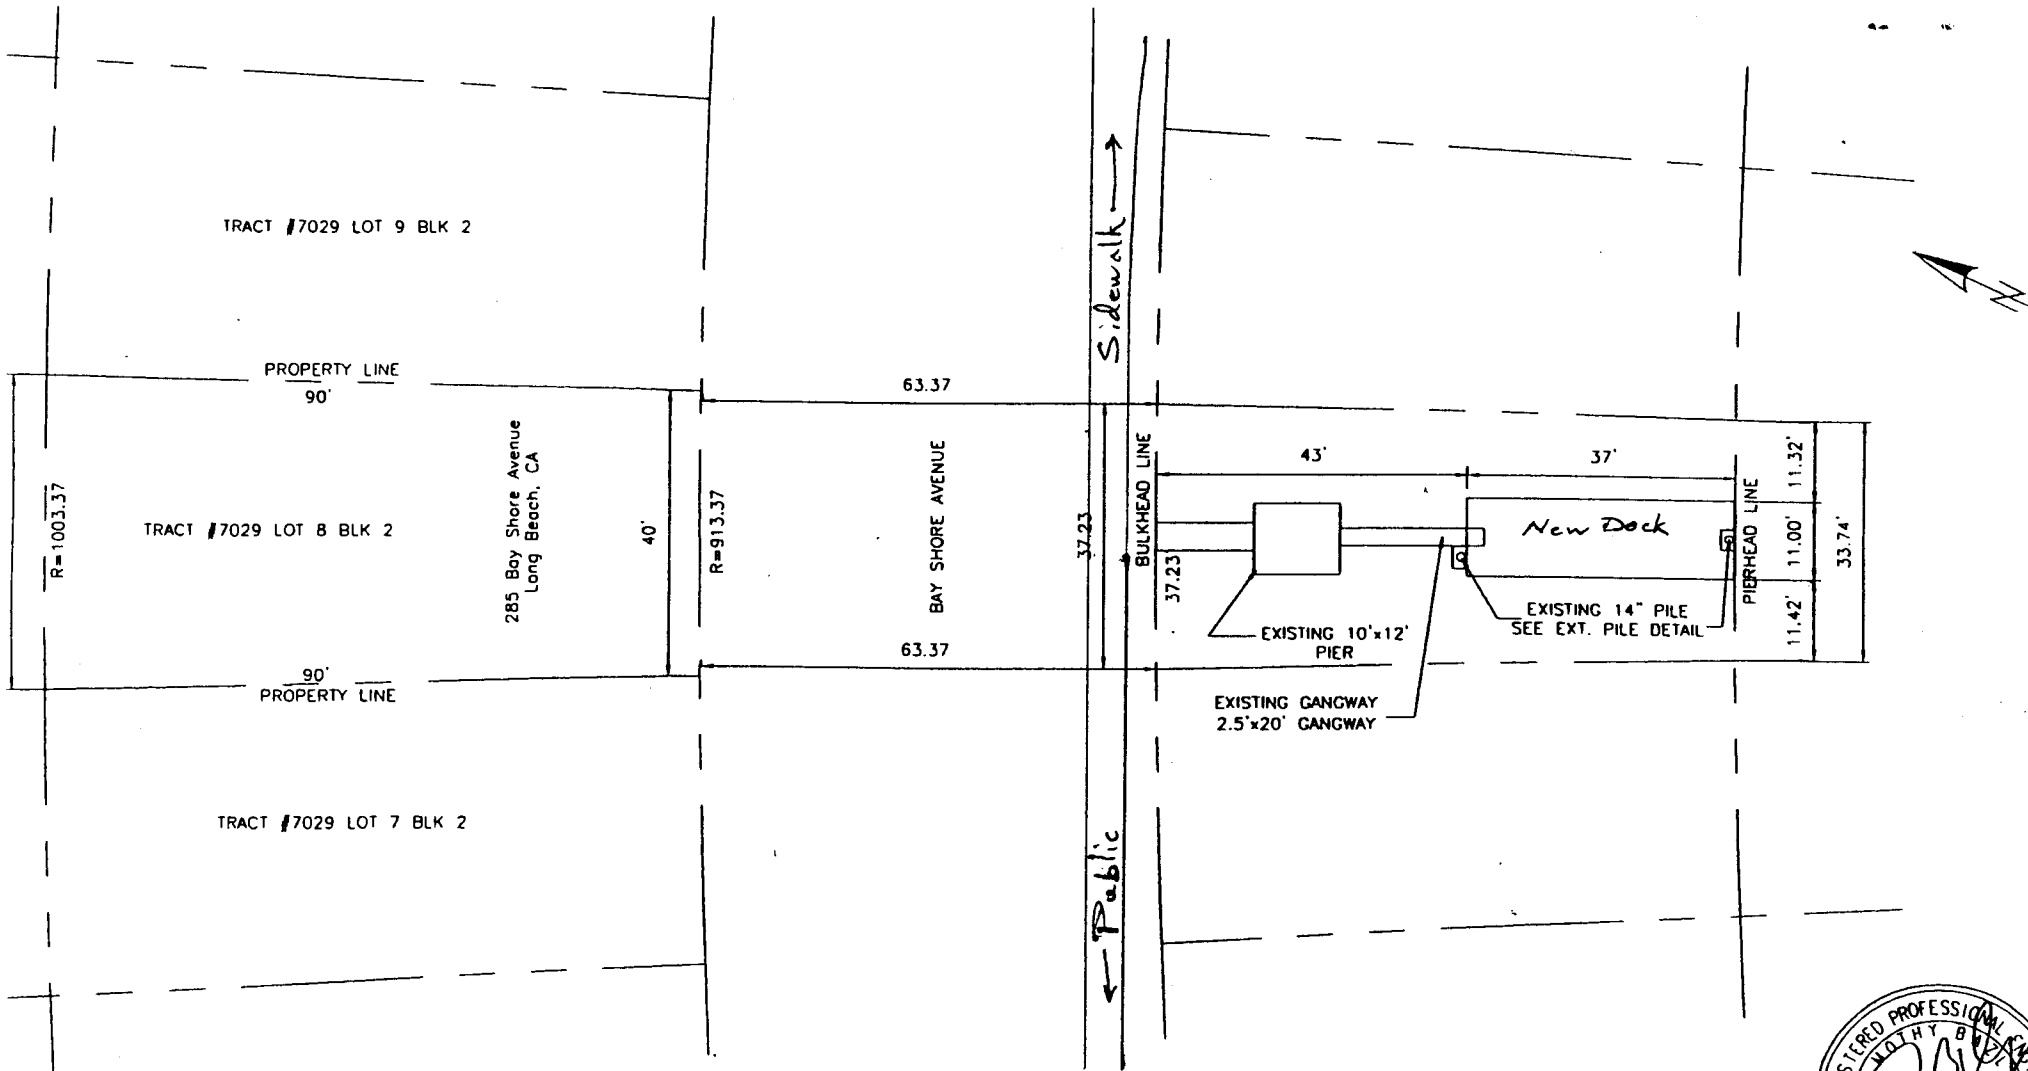 TRACT #7029 LOT 9 BLK 2
PROPERTY LINE
90'
R=1003.37
TRACT #7029 LOT 8 BLK 2
285 Bay Shore Avenue
Long Beach, CA
40'
R=913.37
90'
PROPERTY LINE
TRACT #7029 LOT 7 BLK 2
63.37
BAY SHORE AVENUE
63.37
37.23
Sidewalk
Public
BULKHEAD LINE
37.23
43'
37'
New Dock
EXISTING 10'x12'
PIER
EXISTING GANGWAY
2.5'x20' GANGWAY
EXISTING 14" PILE
SEE EXT. PILE DETAIL
PIERHEAD LINE
11.32'
11.00'
11.42'
33.74'
N
STERED PROFESSIONAL
MOTHY